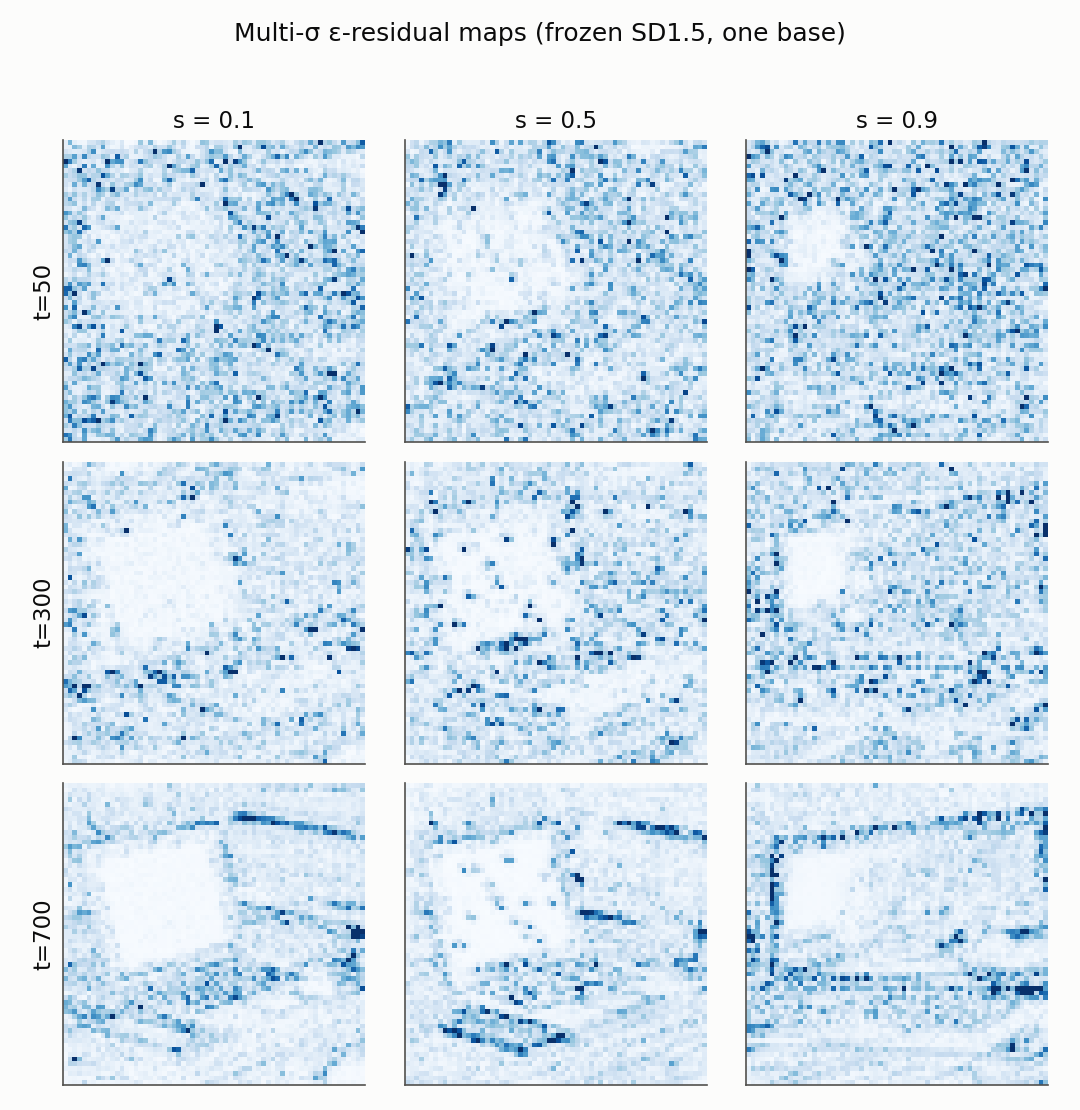 Multi-σ ε-residual maps (frozen SD1.5, one base)
s = 0.1
s = 0.5
s = 0.9
t=50
t=300
t=700